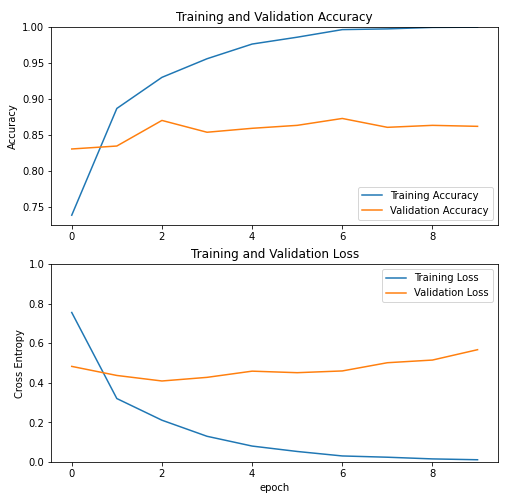 Training and Validation Accuracy
1.00
0.95
0.90
0.85
0.80
0.75
Accuracy
Training Accuracy
Validation Accuracy
0 2 4 6 8
Training and Validation Loss
1.0
0.8
0.6
0.4
0.2
0.0
Cross Entropy
Training Loss
Validation Loss
0 2 4 6 8
epoch